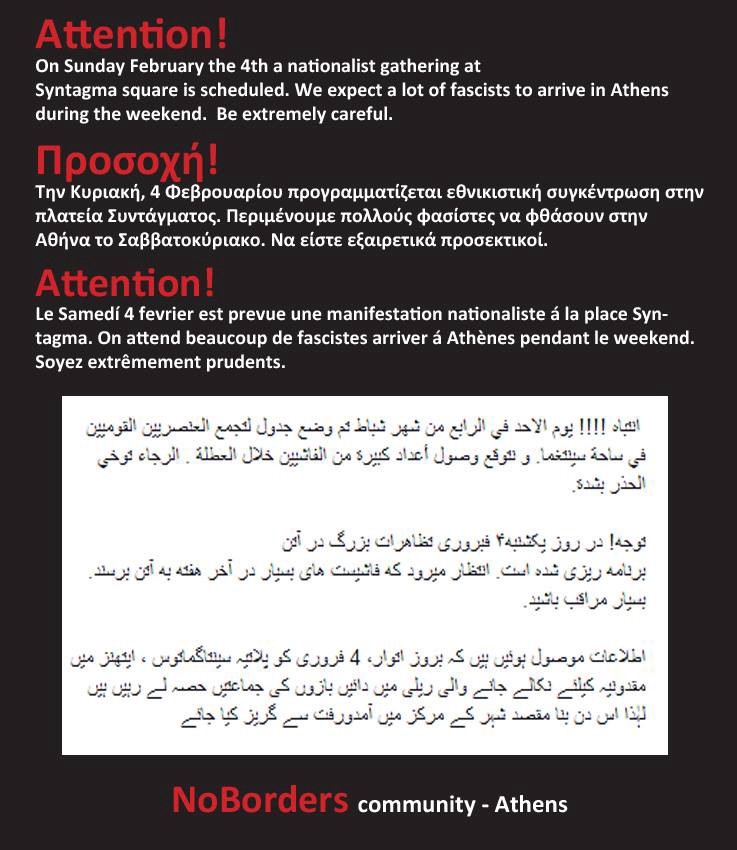 Attention!
On Sunday February the 4th a nationalist gathering at
Syntagma square is scheduled. We expect a lot of fascists to arrive in Athens
during the weekend.  Be extremely careful.
Προσοχή!
Την Κυριακή, 4 Φεβρουαρίου προγραμματίζεται εθνικιστική συγκέντρωση στην
πλατεία Συντάγματος. Περιμένουμε πολλούς φασίστες να φθάσουν στην
Αθήνα το Σαββατοκύριακο. Να είστε εξαιρετικά προσεκτικοί.
Attention!
Le Samedí 4 fevrier est prevue une manifestation nationaliste á la place Syn-
tagma. On attend beaucoup de fascistes arriver á Athènes pendant le weekend.
Soyez extrêmement prudents.
انتباه !!!! يوم الاحد في الرابع من شهر شباط تم وضع جدول لتجمع العنصريين القوميين
في ساحة سينتغما. و نتوقع وصول أعداد كبيرة من الفاشيين خلال العطلة . الرجاء توخي
الحذر بشدة.
توجه! در روز یکشنبه۴ فبروری تظاهرات بزرگ در آتن
برنامه ریزی شده است. انتظار میرود که فاشیست های بسیار در آخر هفته به آتن برسند.
بسیار مراقب باشید.
اطلاعات موصول ہوئیں ہیں کہ بروز اتوار، 4 فروری کو پلاتیہ سینتاگماتوس ، ایتھنز میں
مقدونیہ کیلئے نکالے جانے والی ریلی میں دائیں بازوں کی جماعتیں حصہ لے رہیں ہیں
لہٰذا اس دن بنا مقصد شہر کے مرکز میں آمدورفت سے گریز کیا جائے
NoBorders community - Athens